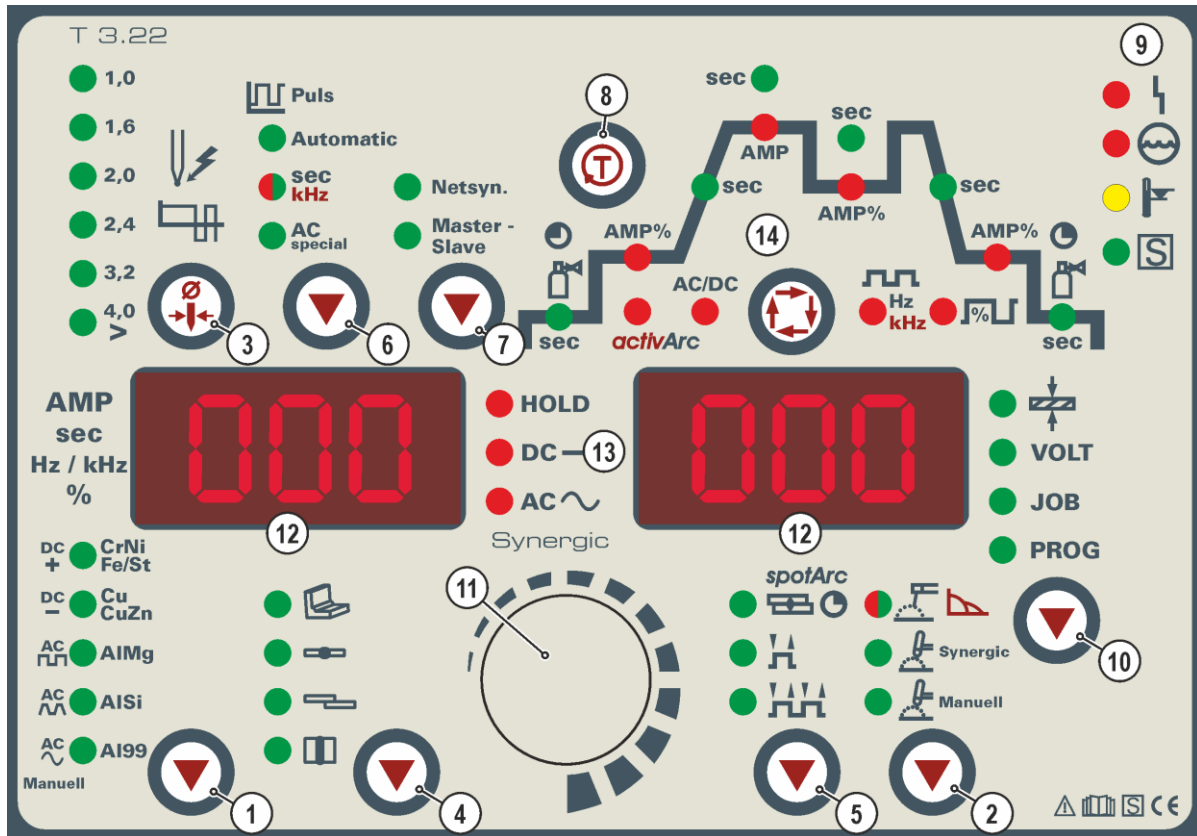 T 3.22
1,0
1,6
2,0
2,4
3,2
4,0
>
Puls
Automatic
sec
kHz
AC
special
Netsyn.
Master -
Slave
3
6
7
8
T
sec
AMP
sec
sec
AMP%
sec
AMP%
AMP%
14
AC/DC
Hz
kHz
%
sec
activArc
sec
9
S
AMP
sec
Hz / kHz
%
000
12
HOLD
DC
13
AC
000
12
VOLT
JOB
PROG
10
Synergic
11
DC
+
CrNi
Fe/St
DC
–
Cu
CuZn
AC
AlMg
AC
AlSi
AC
Al99
Manuell
1
4
spotArc
Synergic
Manuell
5
2
S CE